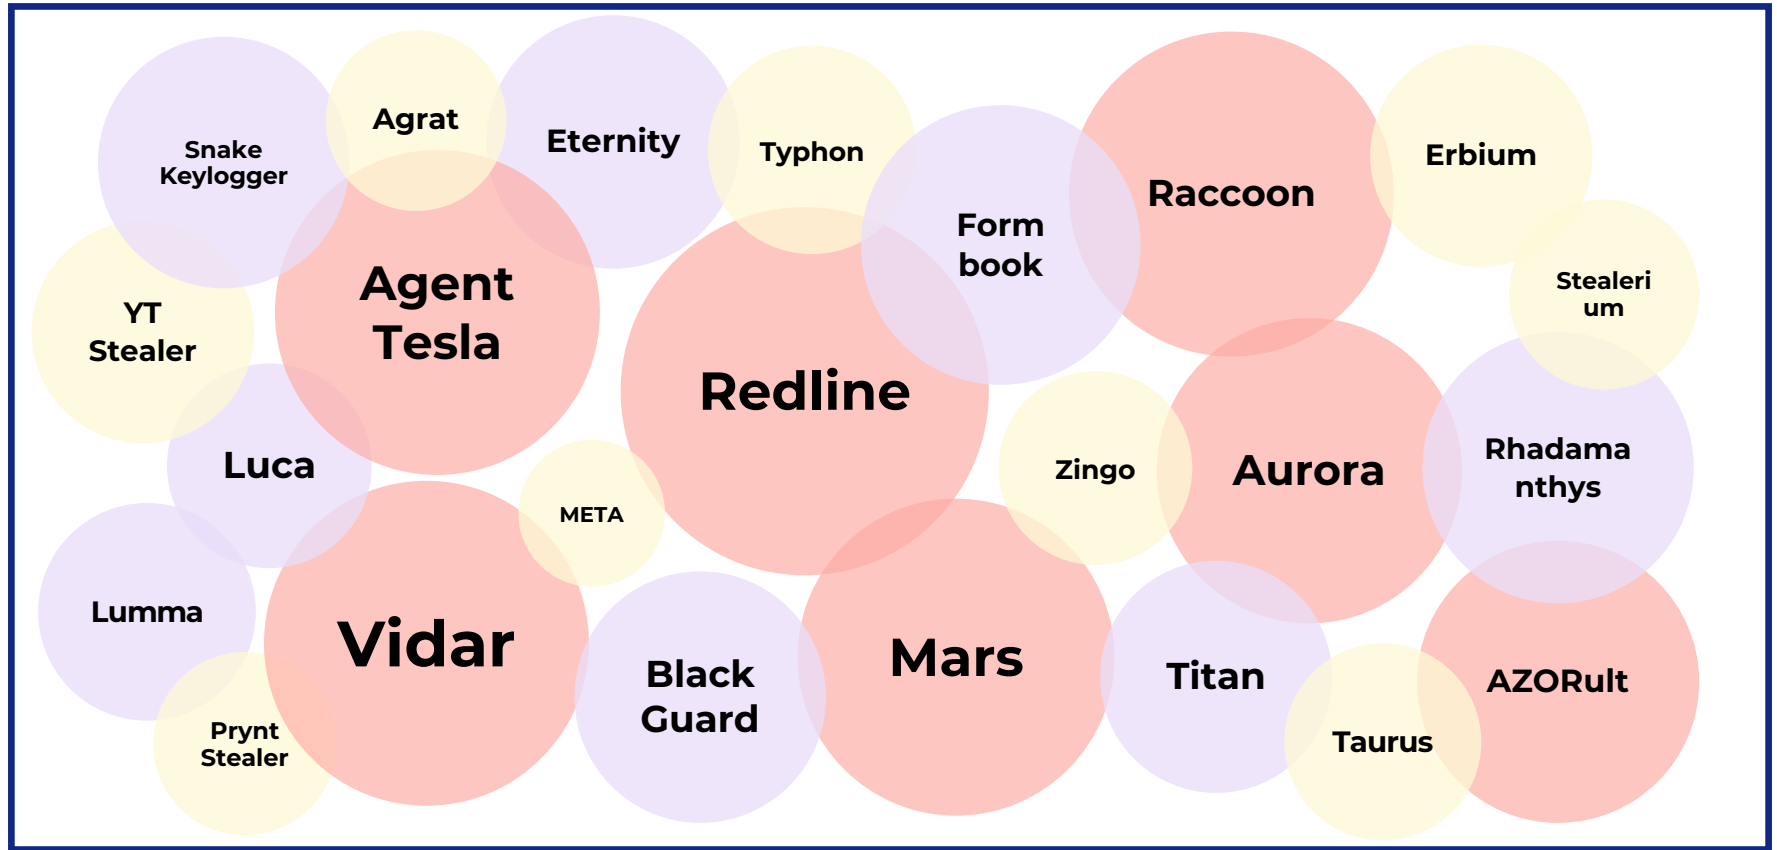 Agrat
Eternity
Typhon
Snake
Keylogger
Erbium
Raccoon
Form
book
Agent
Tesla
Stealeri
um
YT
Stealer
Redline
Luca
Zingo
Aurora
Rhadama
nthys
META
Lumma
Vidar
Mars
Black
Guard
Titan
AZORult
Prynt
Stealer
Taurus